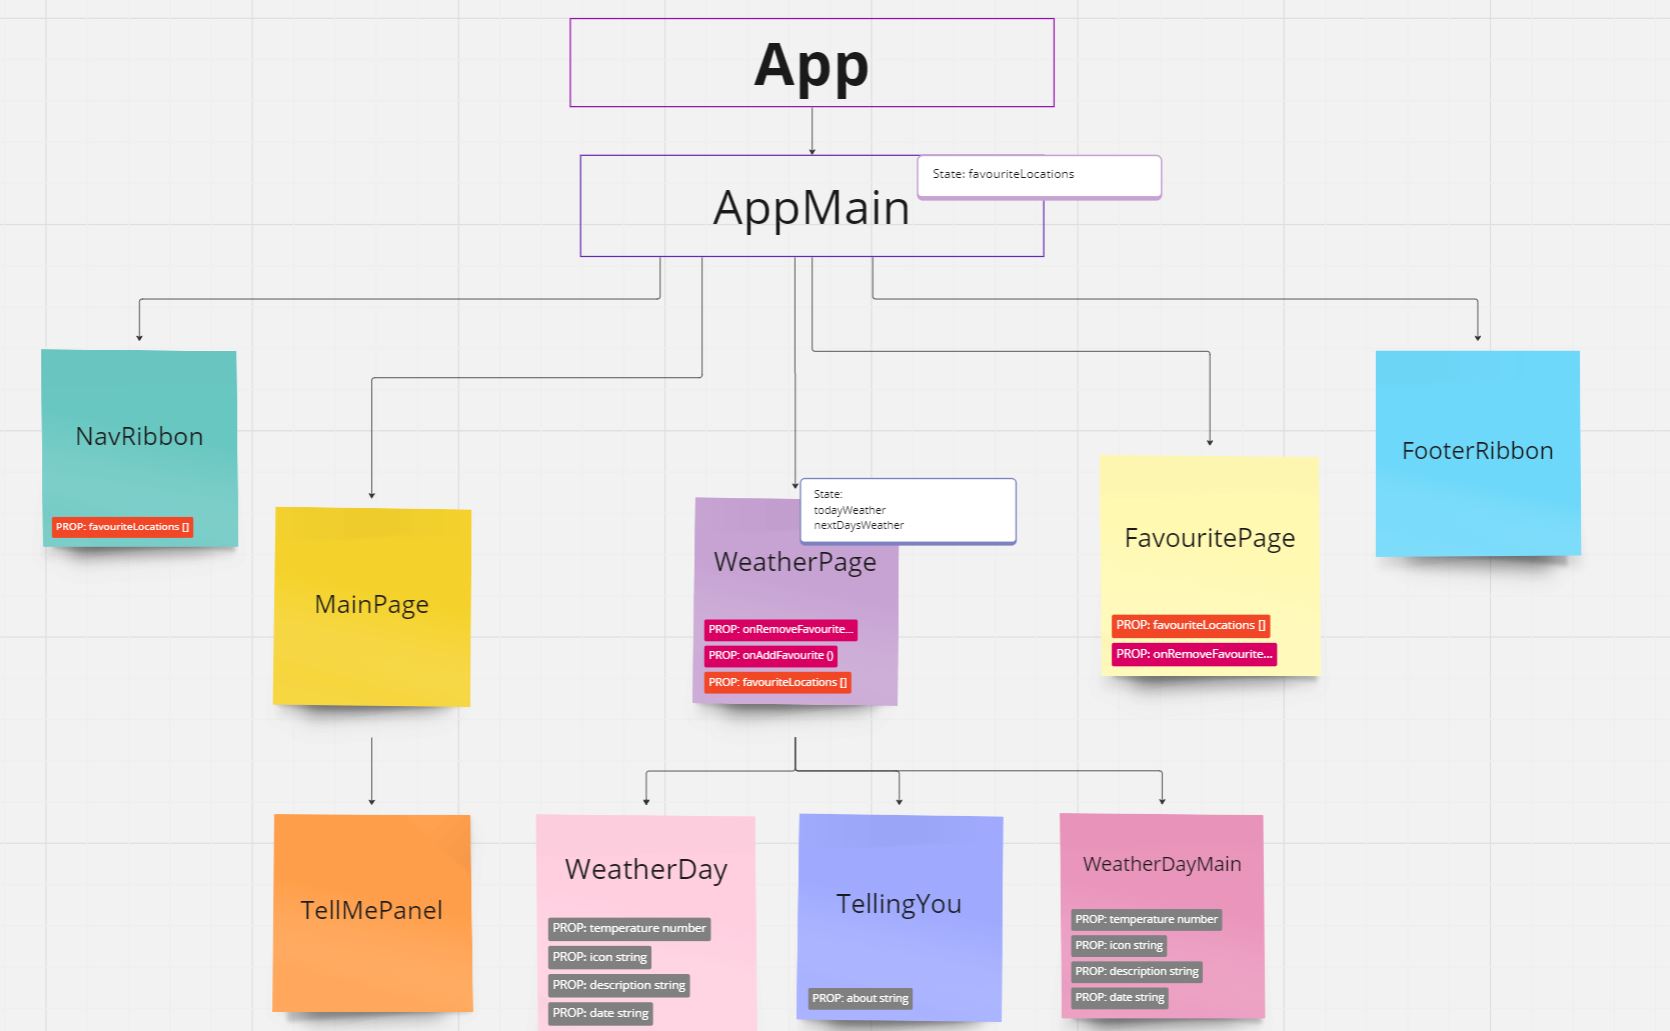 App
State: favouriteLocations
AppMain
NavRibbon
PROP: favouriteLocations []
MainPage
State:
todayWeather
nextDaysWeather
WeatherPage
PROP: onRemoveFavourite...
PROP: onAddFavourite ()
PROP: favouriteLocations []
FavouritePage
PROP: favouriteLocations []
PROP: onRemoveFavourite...
FooterRibbon
TellMePanel
WeatherDay
PROP: temperature number
PROP: icon string
PROP: description string
PROP: date string
TellingYou
PROP: about string
WeatherDayMain
PROP: temperature number
PROP: icon string
PROP: description string
PROP: date string